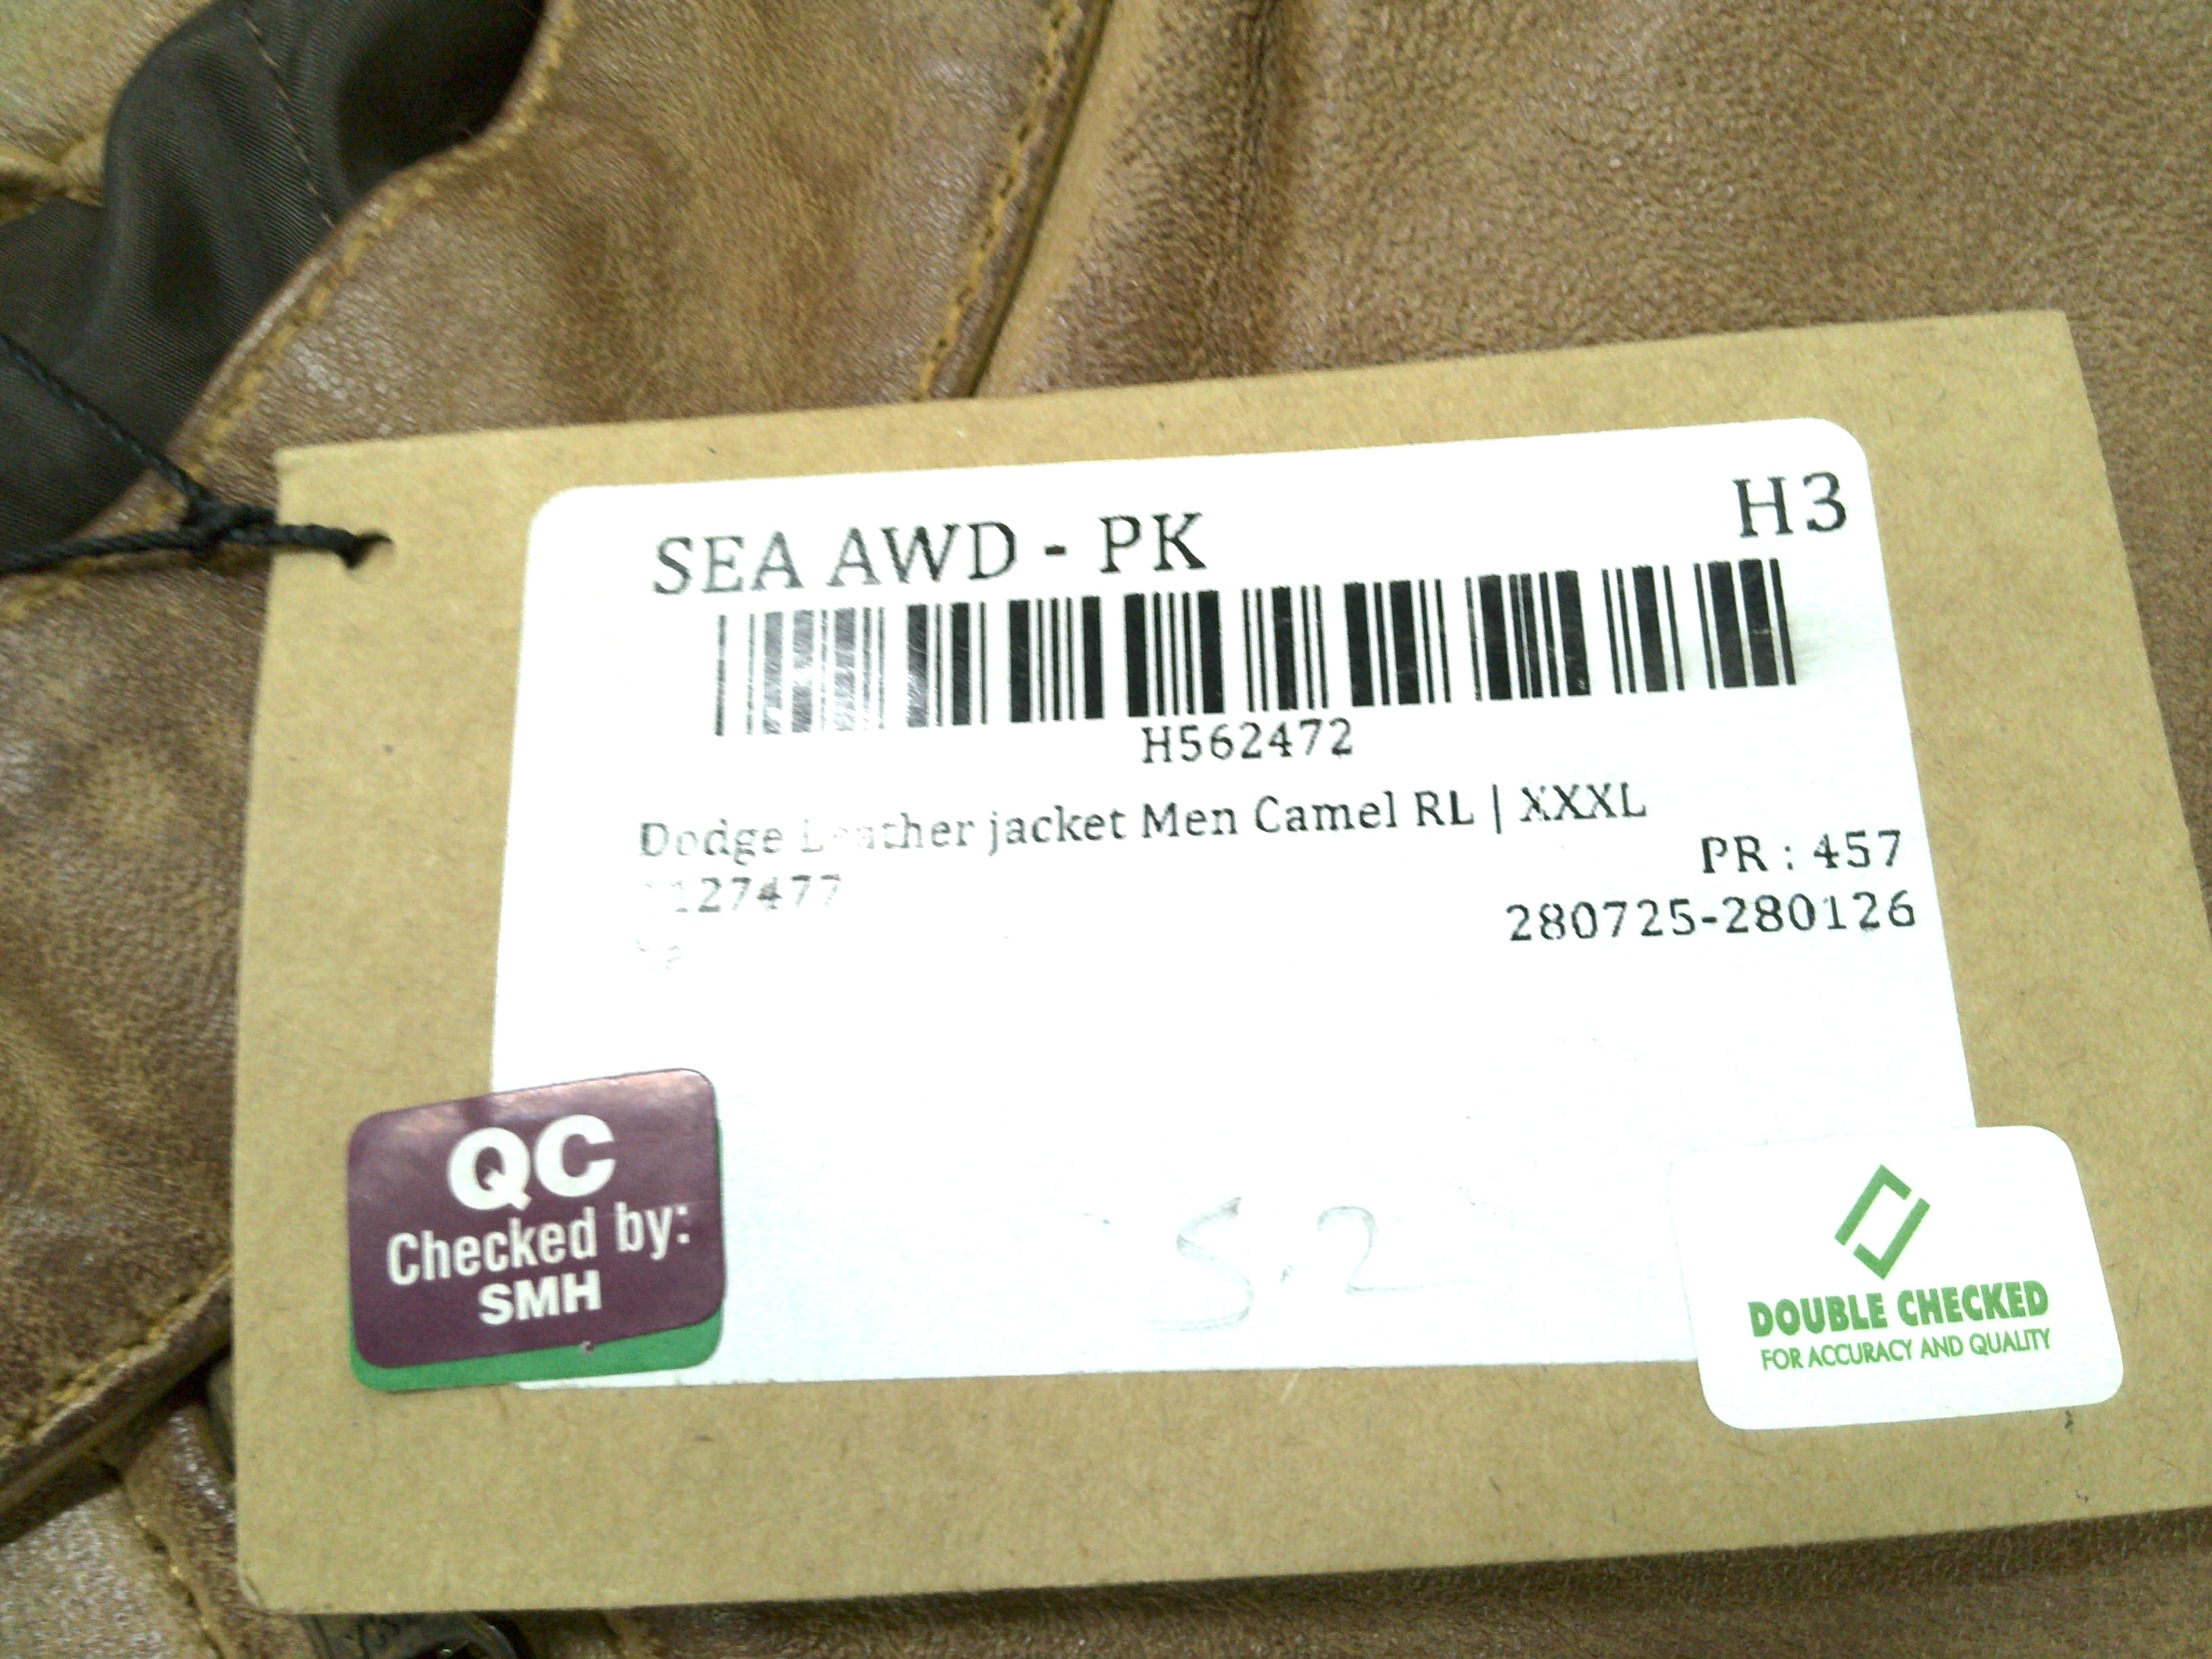 SEA AWD - PK
H3
H562472
Dodge Leather jacket Men Camel RL | XXXL
PR : 457
280725-280126
QC
Checked by:
SMH
S2
DOUBLE CHECKED
FOR ACCURACY AND QUALITY